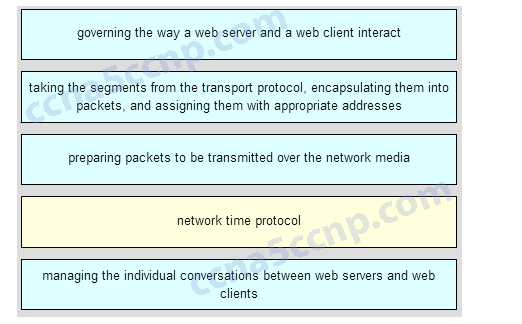 governing the way a web server and a web client interact
taking the segments from the transport protocol, encapsulating them into
packets, and assigning them with appropriate addresses
preparing packets to be transmitted over the network media
network time protocol
managing the individual conversations between web servers and web
clients
ccna5ccnp.com
ccna5ccnp.com